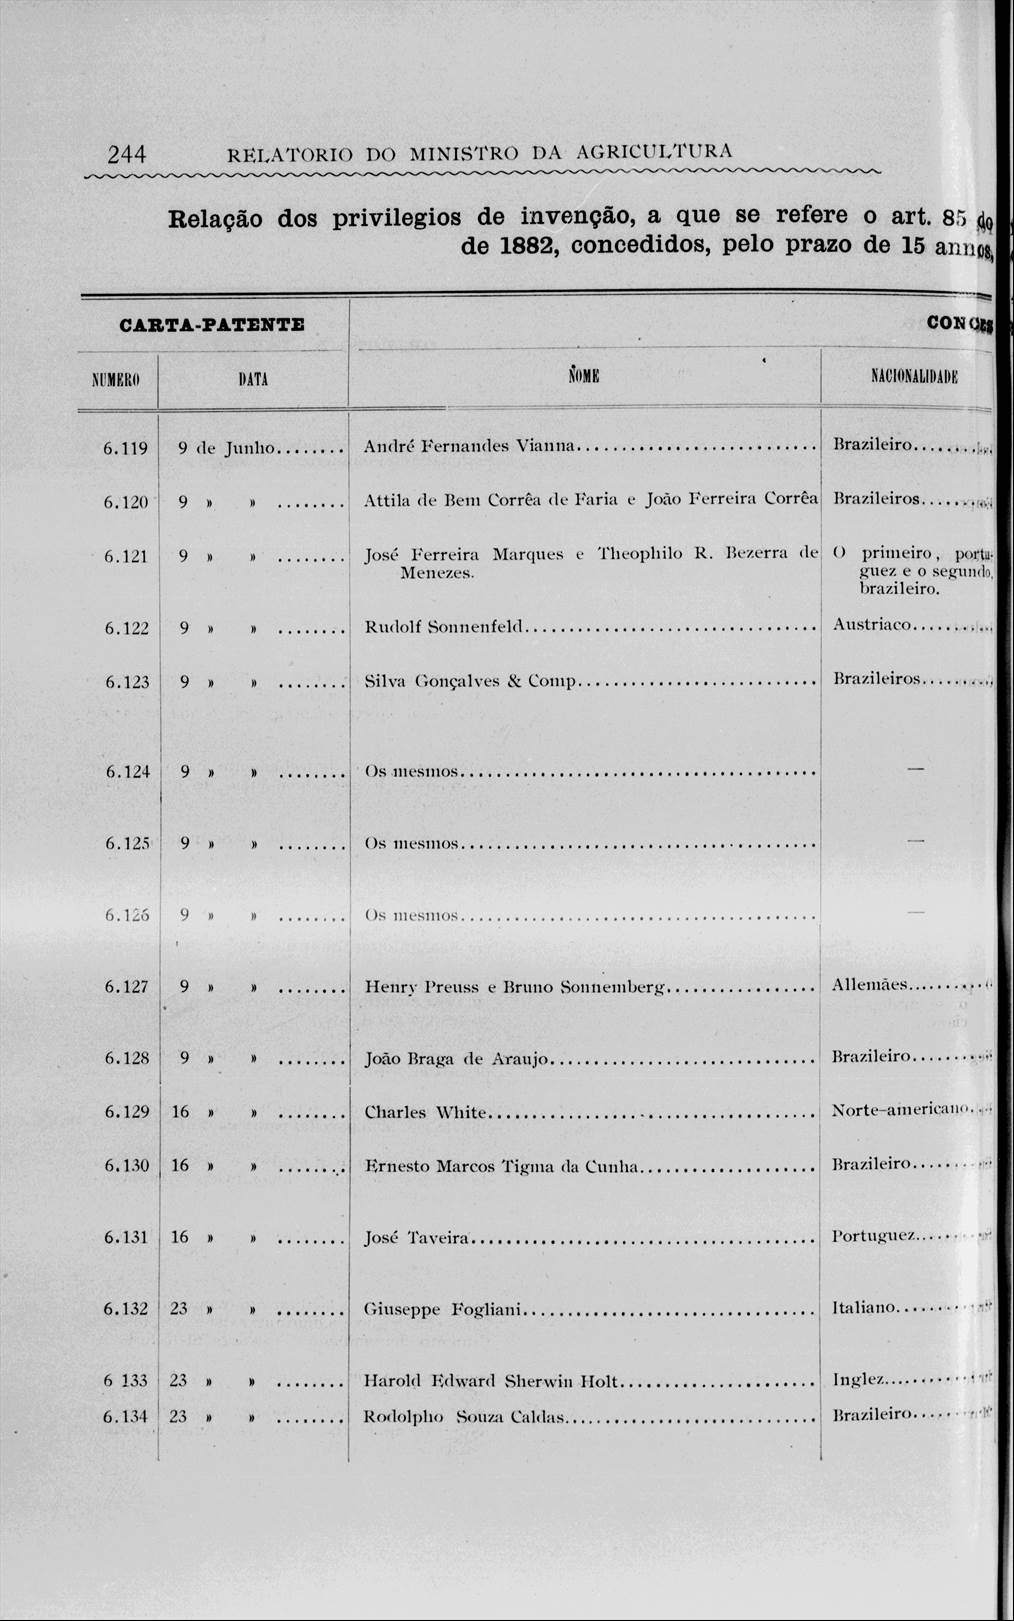 244 RELATORIO DO MINISTRO DA AGRICULTURA
Relação dos privilegios de invenção, a que se refere o art. 85 do
de 1882, concedidos, pelo prazo de 15 annos,
CARTA-PATENTE CONCES
NUMERO DATA NOME NACIONALIDADE
6.119 9 de Junho........ André Fernandes Vianna........................... Brazileiro.........
6.120 9 » » ........ Attila de Bem Corrêa de Faria e João Ferreira Corrêa Brazileiros........
6.121 9 » » ........ José Ferreira Marques e Theophilo R. Bezerra de O primeiro, portu-
Menezes. guez e o segundo,
brazileiro.
6.122 9 » » ........ Rudolf Sonnenfeld................................. Austriaco.........
6.123 9 » » ........ Silva Gonçalves & Comp........................... Brazileiros........
6.124 9 » » ........ Os mesmos........................................ —
6.125 9 » » ........ Os mesmos........................................ —
6.126 9 » » ........ Os mesmos........................................ —
6.127 9 » » ........ Henry Preuss e Bruno Sonnemberg................. Allemães..........
6.128 9 » » ........ João Braga de Araujo.............................. Brazileiro.........
6.129 16 » » ........ Charles White..................................... Norte-americano...
6.130 16 » » ........ Ernesto Marcos Tigma da Cunha.................... Brazileiro.........
6.131 16 » » ........ José Taveira....................................... Portuguez.........
6.132 23 » » ........ Giuseppe Fogliani................................. Italiano...........
6 133 23 » » ........ Harold Edward Sherwin Holt...................... Inglez............
6.134 23 » » ........ Rodolpho Souza Caldas............................ Brazileiro.........